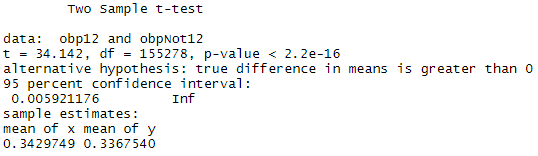 Two Sample t-test
data:  obp12 and obpNot12
t = 34.142, df = 155278, p-value < 2.2e-16
alternative hypothesis: true difference in means is greater than 0
95 percent confidence interval:
 0.005921176         Inf
sample estimates:
mean of x mean of y
0.3429749 0.3367540